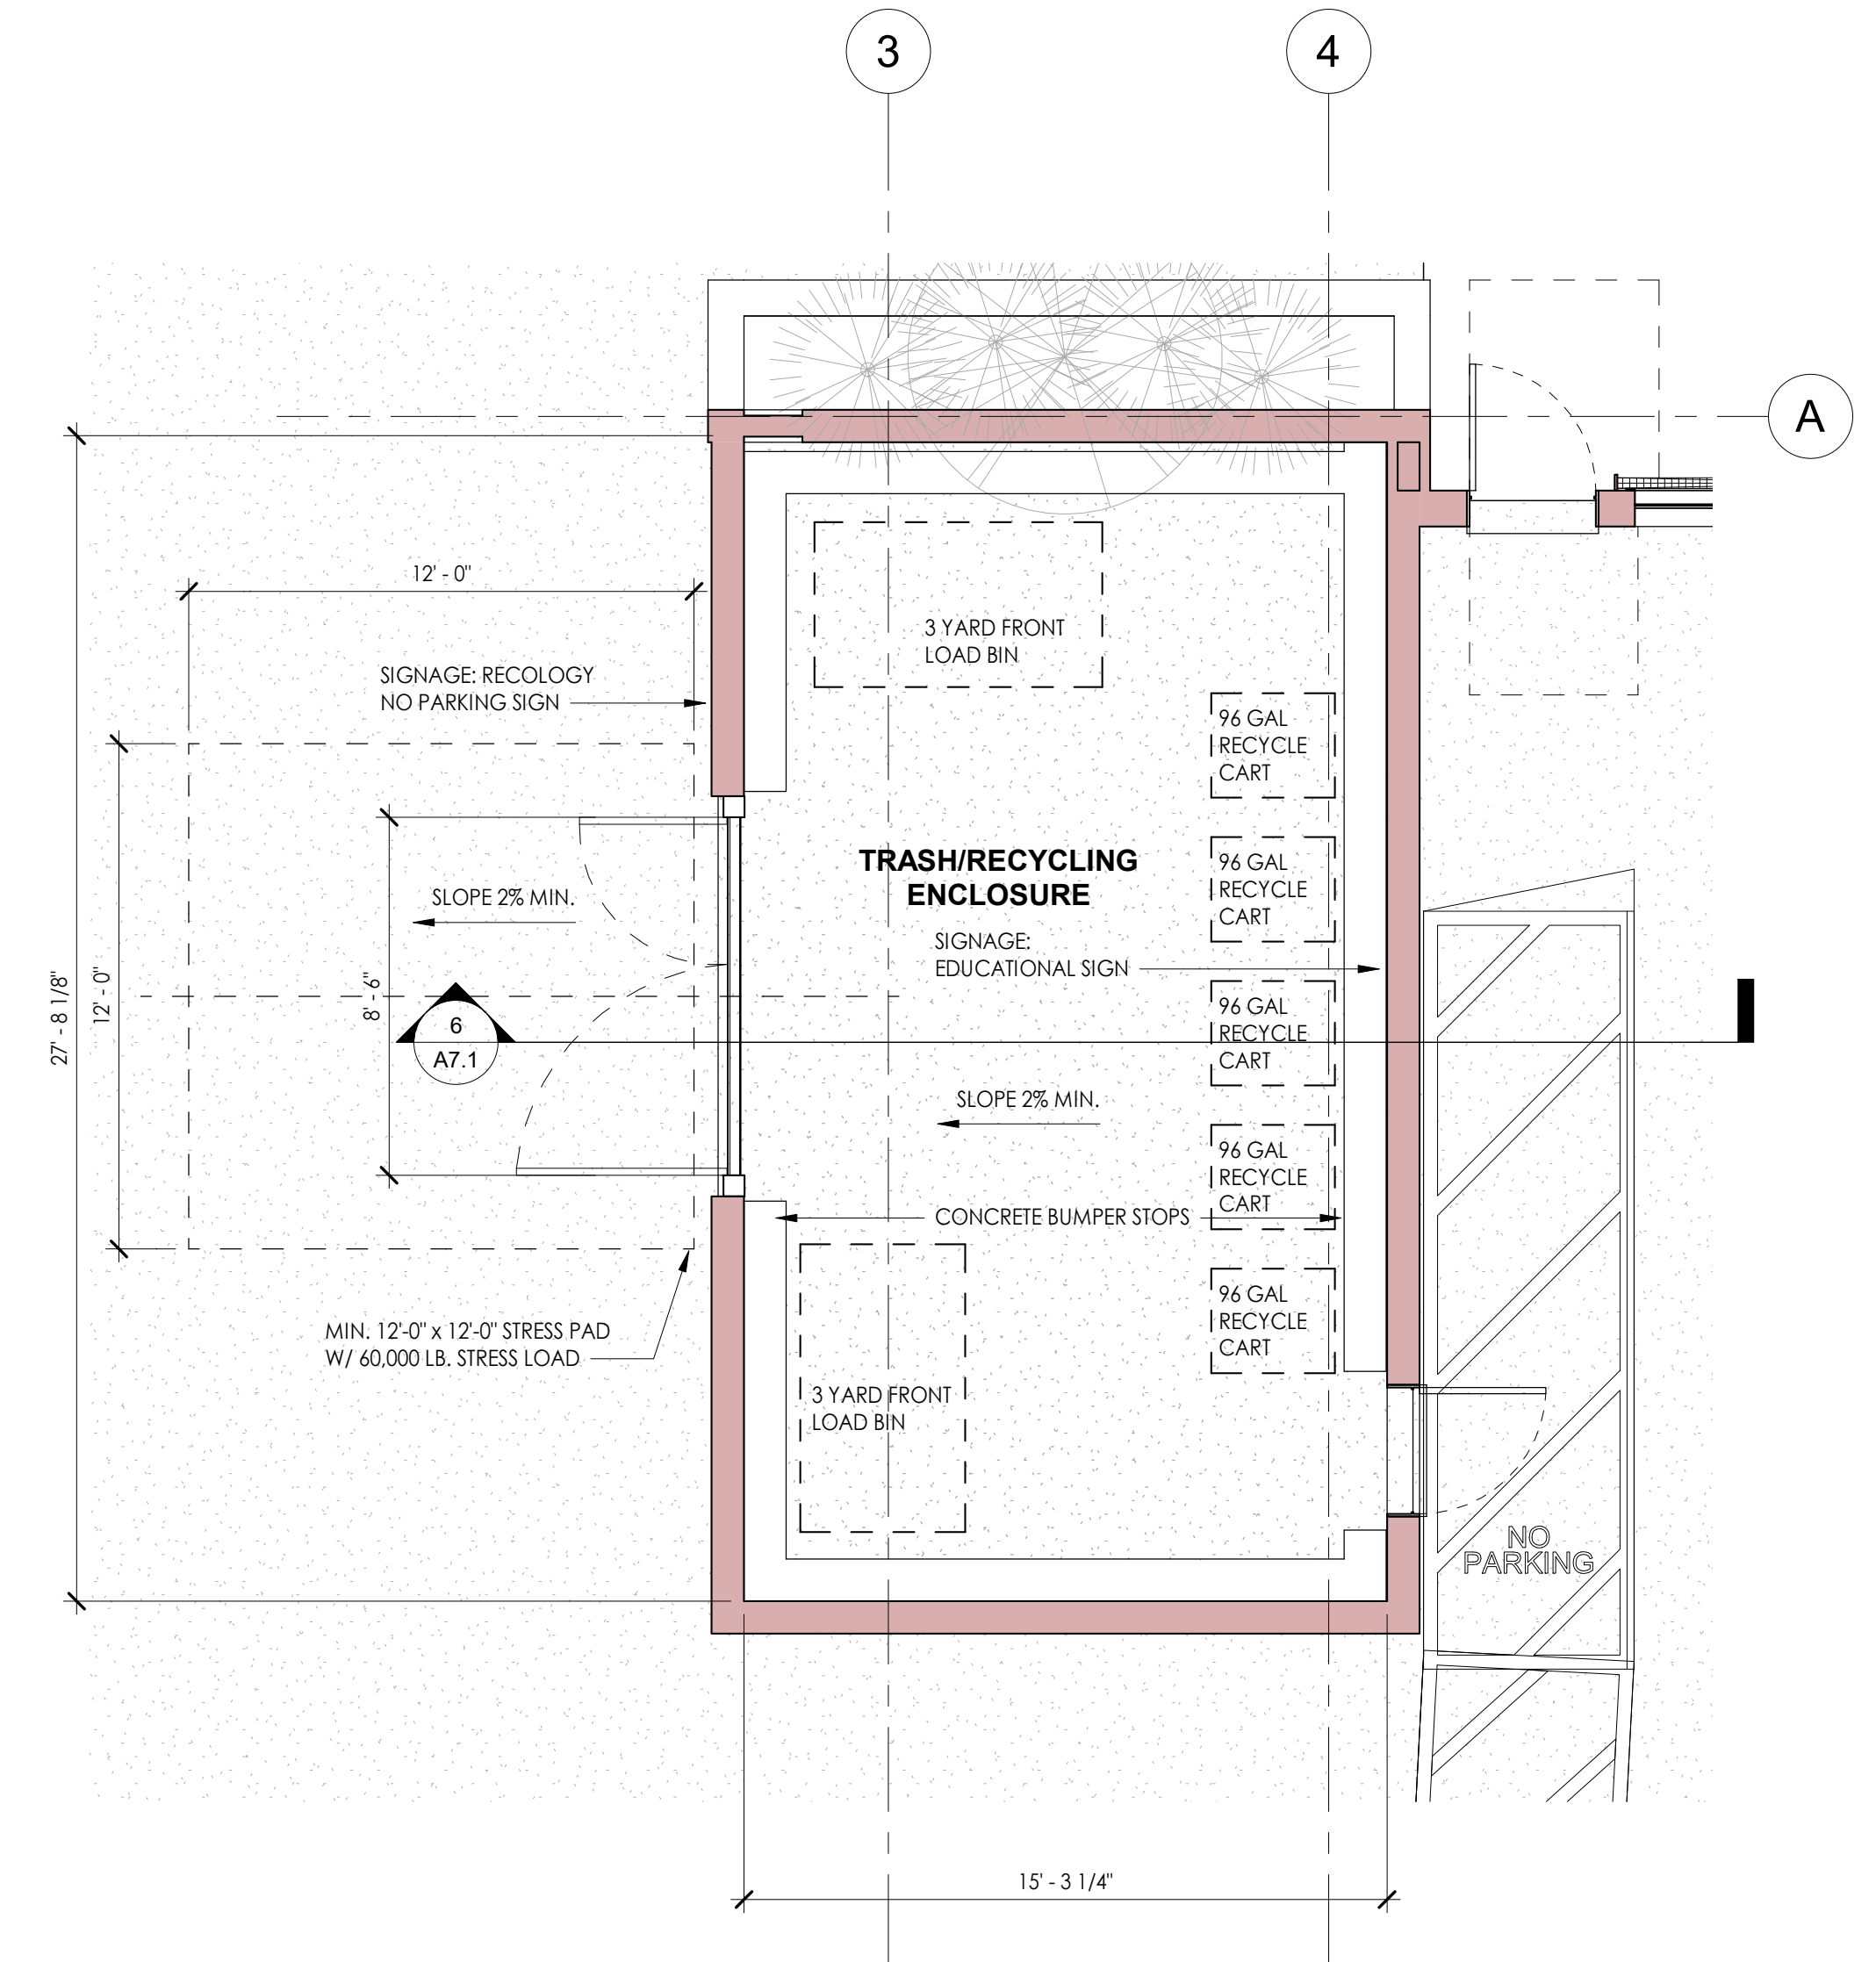 3
4
A
12' - 0"
3 YARD FRONT
LOAD BIN
SIGNAGE: RECOLOGY
NO PARKING SIGN
96 GAL
RECYCLE
CART
TRASH/RECYCLING
ENCLOSURE
96 GAL
RECYCLE
CART
SLOPE 2% MIN.
SIGNAGE:
EDUCATIONAL SIGN
27' - 8 1/8"
12' - 0"
8' - 6"
6
A7.1
96 GAL
RECYCLE
CART
SLOPE 2% MIN.
96 GAL
RECYCLE
CART
CONCRETE BUMPER STOPS
96 GAL
RECYCLE
CART
MIN. 12'-0" x 12'-0" STRESS PAD
W/ 60,000 LB. STRESS LOAD
3 YARD FRONT
LOAD BIN
NO
PARKING
15' - 3 1/4"